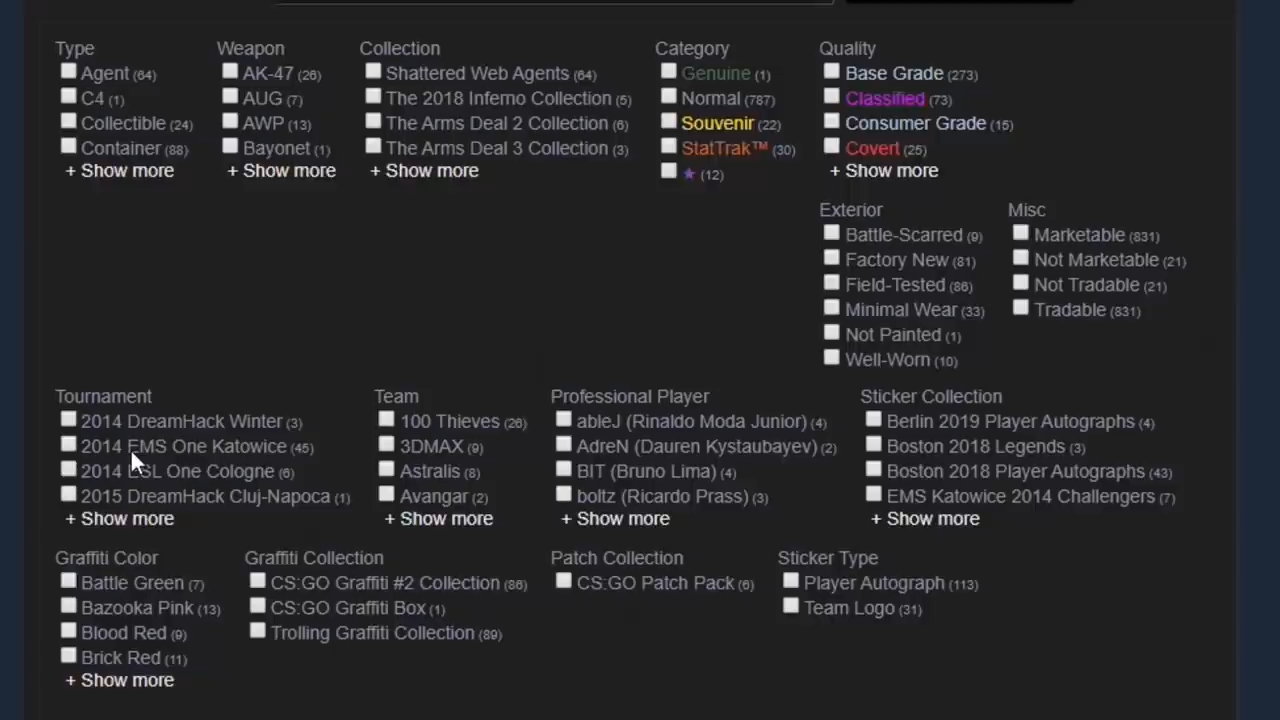 Type
Agent (64)
C4 (1)
Collectible (24)
Container (88)
+ Show more
Weapon
AK-47 (26)
AUG (7)
AWP (13)
Bayonet (1)
+ Show more
Collection
Shattered Web Agents (64)
The 2018 Inferno Collection (5)
The Arms Deal 2 Collection (6)
The Arms Deal 3 Collection (3)
+ Show more
Category
Genuine (1)
Normal (787)
Souvenir (22)
StatTrak™ (30)
★ (12)
Quality
Base Grade (273)
Classified (73)
Consumer Grade (15)
Covert (25)
+ Show more
Exterior
Battle-Scarred (9)
Factory New (81)
Field-Tested (86)
Minimal Wear (33)
Not Painted (1)
Well-Worn (10)
Misc
Marketable (831)
Not Marketable (21)
Not Tradable (21)
Tradable (831)
Tournament
2014 DreamHack Winter (3)
2014 EMS One Katowice (45)
2014 ESL One Cologne (6)
2015 DreamHack Cluj-Napoca (1)
+ Show more
Team
100 Thieves (26)
3DMAX (9)
Astralis (8)
Avangar (2)
+ Show more
Professional Player
ableJ (Rinaldo Moda Junior) (4)
AdreN (Dauren Kystaubayev) (2)
BIT (Bruno Lima) (4)
boltz (Ricardo Prass) (3)
+ Show more
Sticker Collection
Berlin 2019 Player Autographs (4)
Boston 2018 Legends (3)
Boston 2018 Player Autographs (43)
EMS Katowice 2014 Challengers (7)
+ Show more
Graffiti Color
Battle Green (7)
Bazooka Pink (13)
Blood Red (9)
Brick Red (11)
+ Show more
Graffiti Collection
CS:GO Graffiti #2 Collection (86)
CS:GO Graffiti Box (1)
Trolling Graffiti Collection (89)
Patch Collection
CS:GO Patch Pack (6)
Sticker Type
Player Autograph (113)
Team Logo (31)